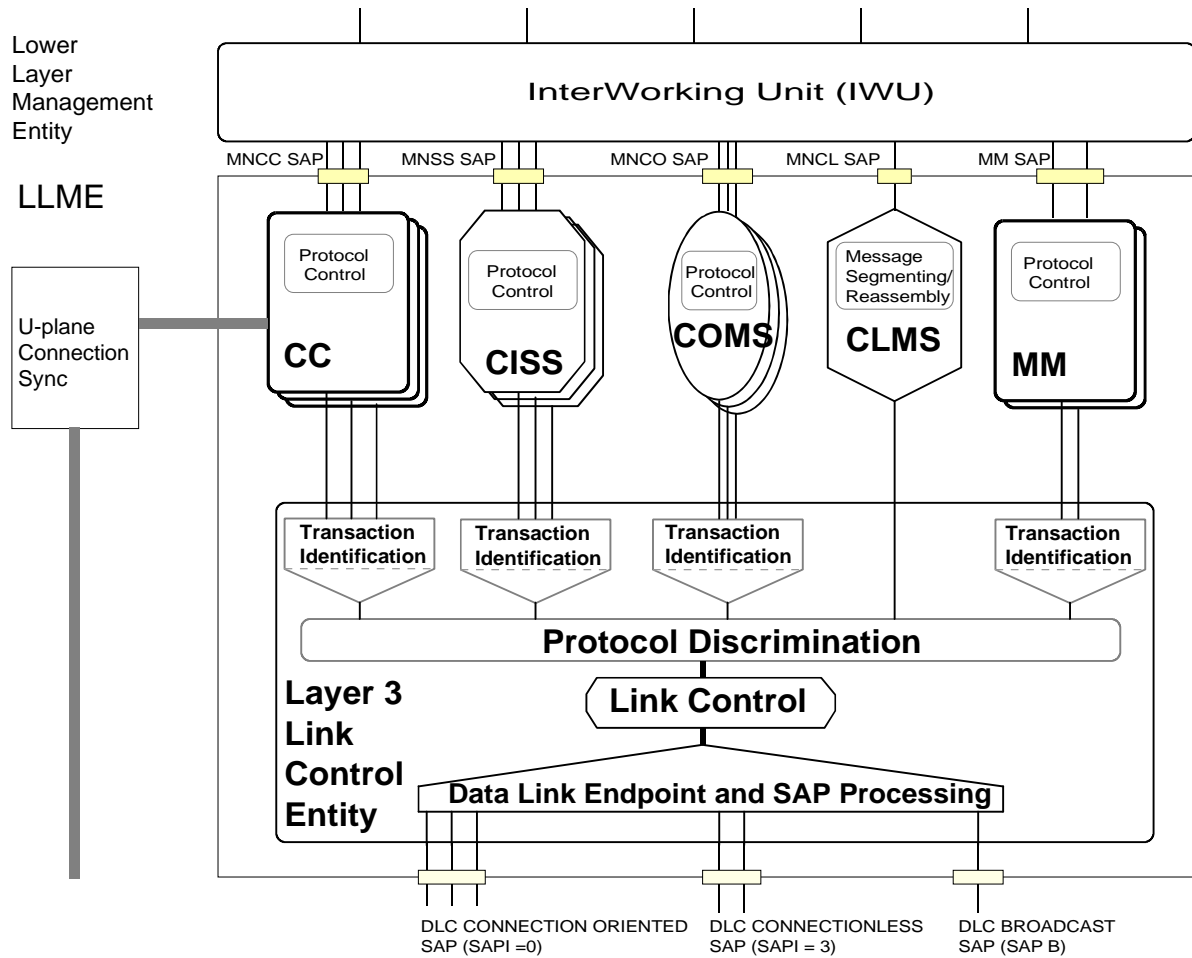 Lower
Layer
Management
Entity
LLME
InterWorking Unit (IWU)
MNCC SAP
MNSS SAP
MNCO SAP
MNCL SAP
MM SAP
U-plane
Connection
Sync
Protocol
Control
CC
Protocol
Control
CISS
Protocol
Control
COMS
Message
Segmenting/
Reassembly
CLMS
Protocol
Control
MM
Transaction
Identification
Transaction
Identification
Transaction
Identification
Transaction
Identification
Protocol Discrimination
Link Control
Layer 3
Link
Control
Entity
Data Link Endpoint and SAP Processing
DLC CONNECTION ORIENTED
SAP (SAPI =0)
DLC CONNECTIONLESS
SAP (SAPI = 3)
DLC BROADCAST
SAP (SAP B)